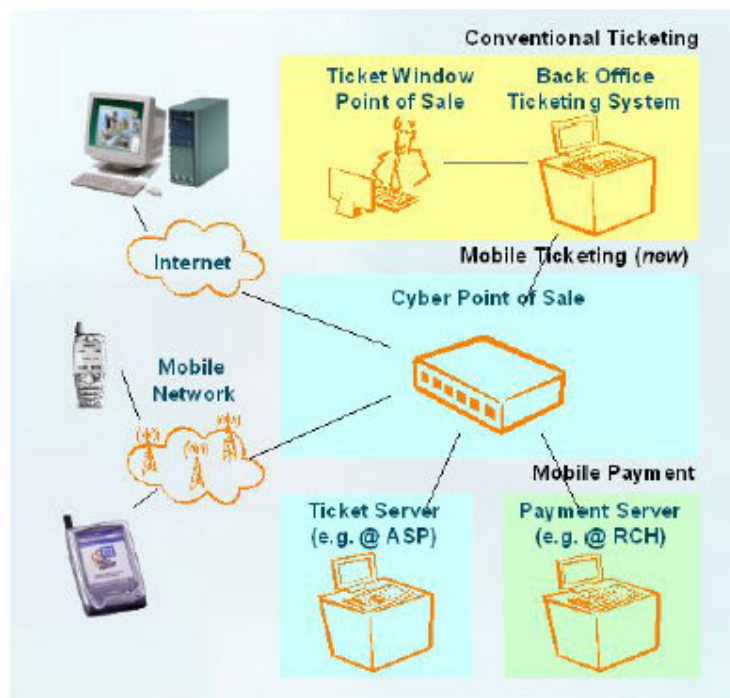 Conventional Ticketing
Ticket Window
Point of Sale
Back Office
Ticketing System
Internet
Mobile Ticketing (new)
Cyber Point of Sale
Mobile
Network
Mobile Payment
Ticket Server
(e.g. @ ASP)
Payment Server
(e.g. @ RCH)